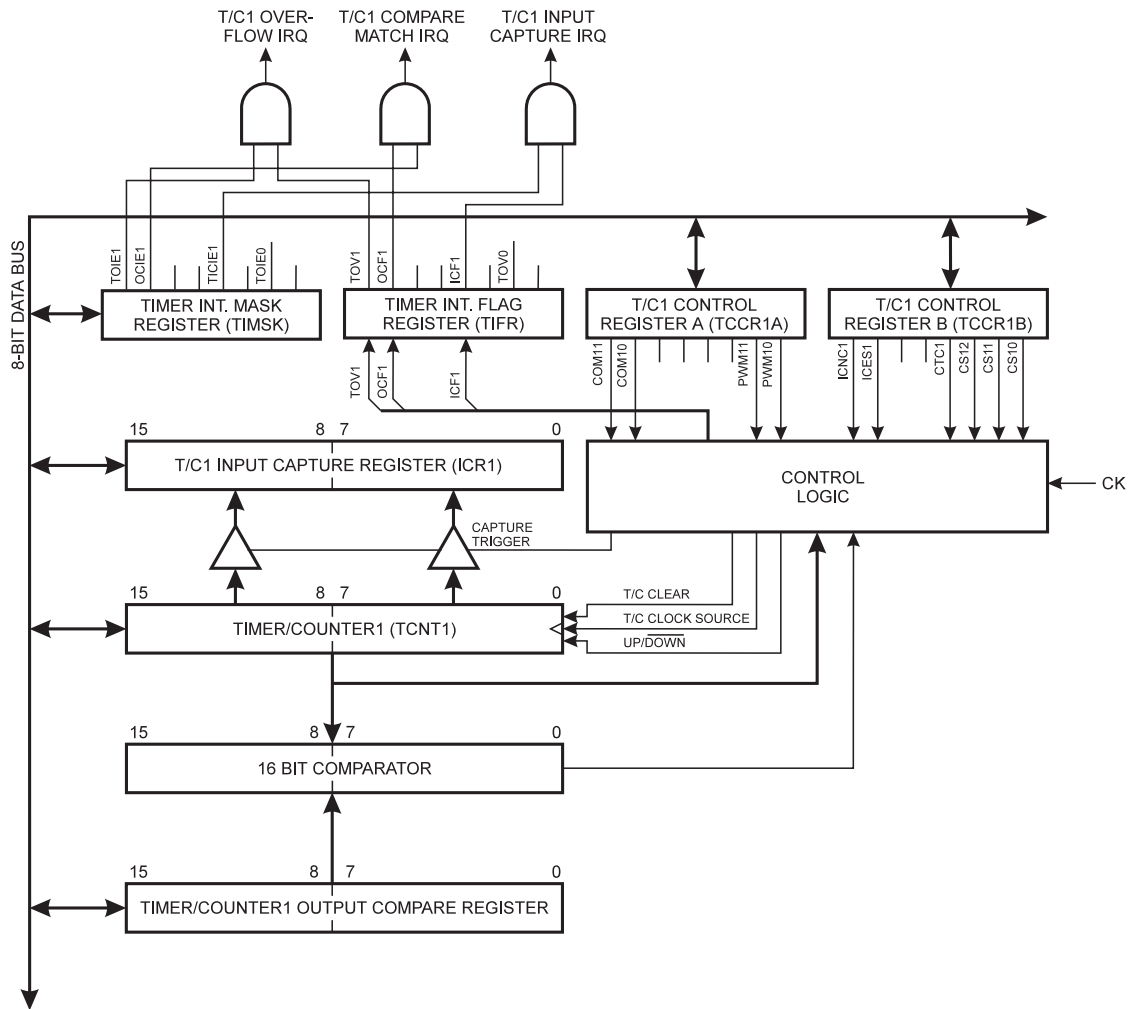 T/C1 OVER-
FLOW IRQ
T/C1 COMPARE
MATCH IRQ
T/C1 INPUT
CAPTURE IRQ
8-BIT DATA BUS
TOIE1
OCIE1
TICIE1
TOIE0
TOV1
OCF1
ICF1
TOV0
TIMER INT. MASK
REGISTER (TIMSK)
TIMER INT. FLAG
REGISTER (TIFR)
T/C1 CONTROL
REGISTER A (TCCR1A)
T/C1 CONTROL
REGISTER B (TCCR1B)
TOV1
OCF1
ICF1
COM11
COM10
PWM11
PWM10
ICNC1
ICES1
CTC1
CS12
CS11
CS10
15 8 7 0
T/C1 INPUT CAPTURE REGISTER (ICR1)
CONTROL
LOGIC
CK
CAPTURE
TRIGGER
15 8 7 0
TIMER/COUNTER1 (TCNT1)
T/C CLEAR
T/C CLOCK SOURCE
UP/DOWN
15 8 7 0
16 BIT COMPARATOR
15 8 7 0
TIMER/COUNTER1 OUTPUT COMPARE REGISTER